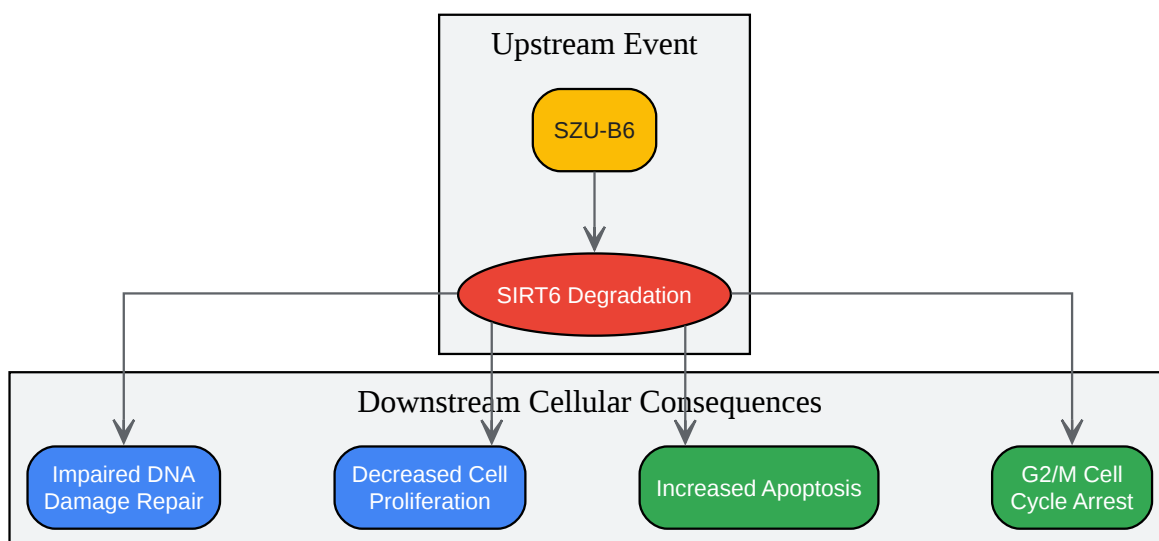 Upstream Event
SZU-B6
SIRT6 Degradation
Downstream Cellular Consequences
Impaired DNA
Damage Repair
Decreased Cell
Proliferation
Increased Apoptosis
G2/M Cell
Cycle Arrest